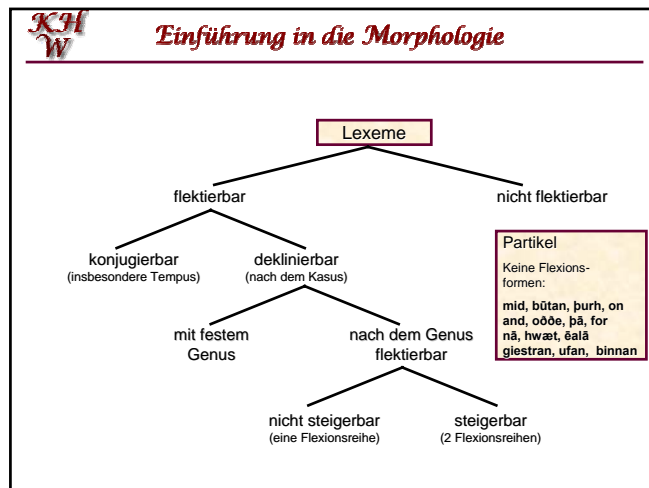 KH
W
Einführung in die Morphologie
Lexeme
flektierbar
nicht flektierbar
konjugierbar
(insbesondere Tempus)
deklinierbar
(nach dem Kasus)
Partikel
Keine Flexions-
formen:
mid, būtan, þurh, on
and, oððe, þā, for
nā, hwæt, ēalā
giestran, ufan, binnan
mit festem
Genus
nach dem Genus
flektierbar
nicht steigerbar
(eine Flexionsreihe)
steigerbar
(2 Flexionsreihen)